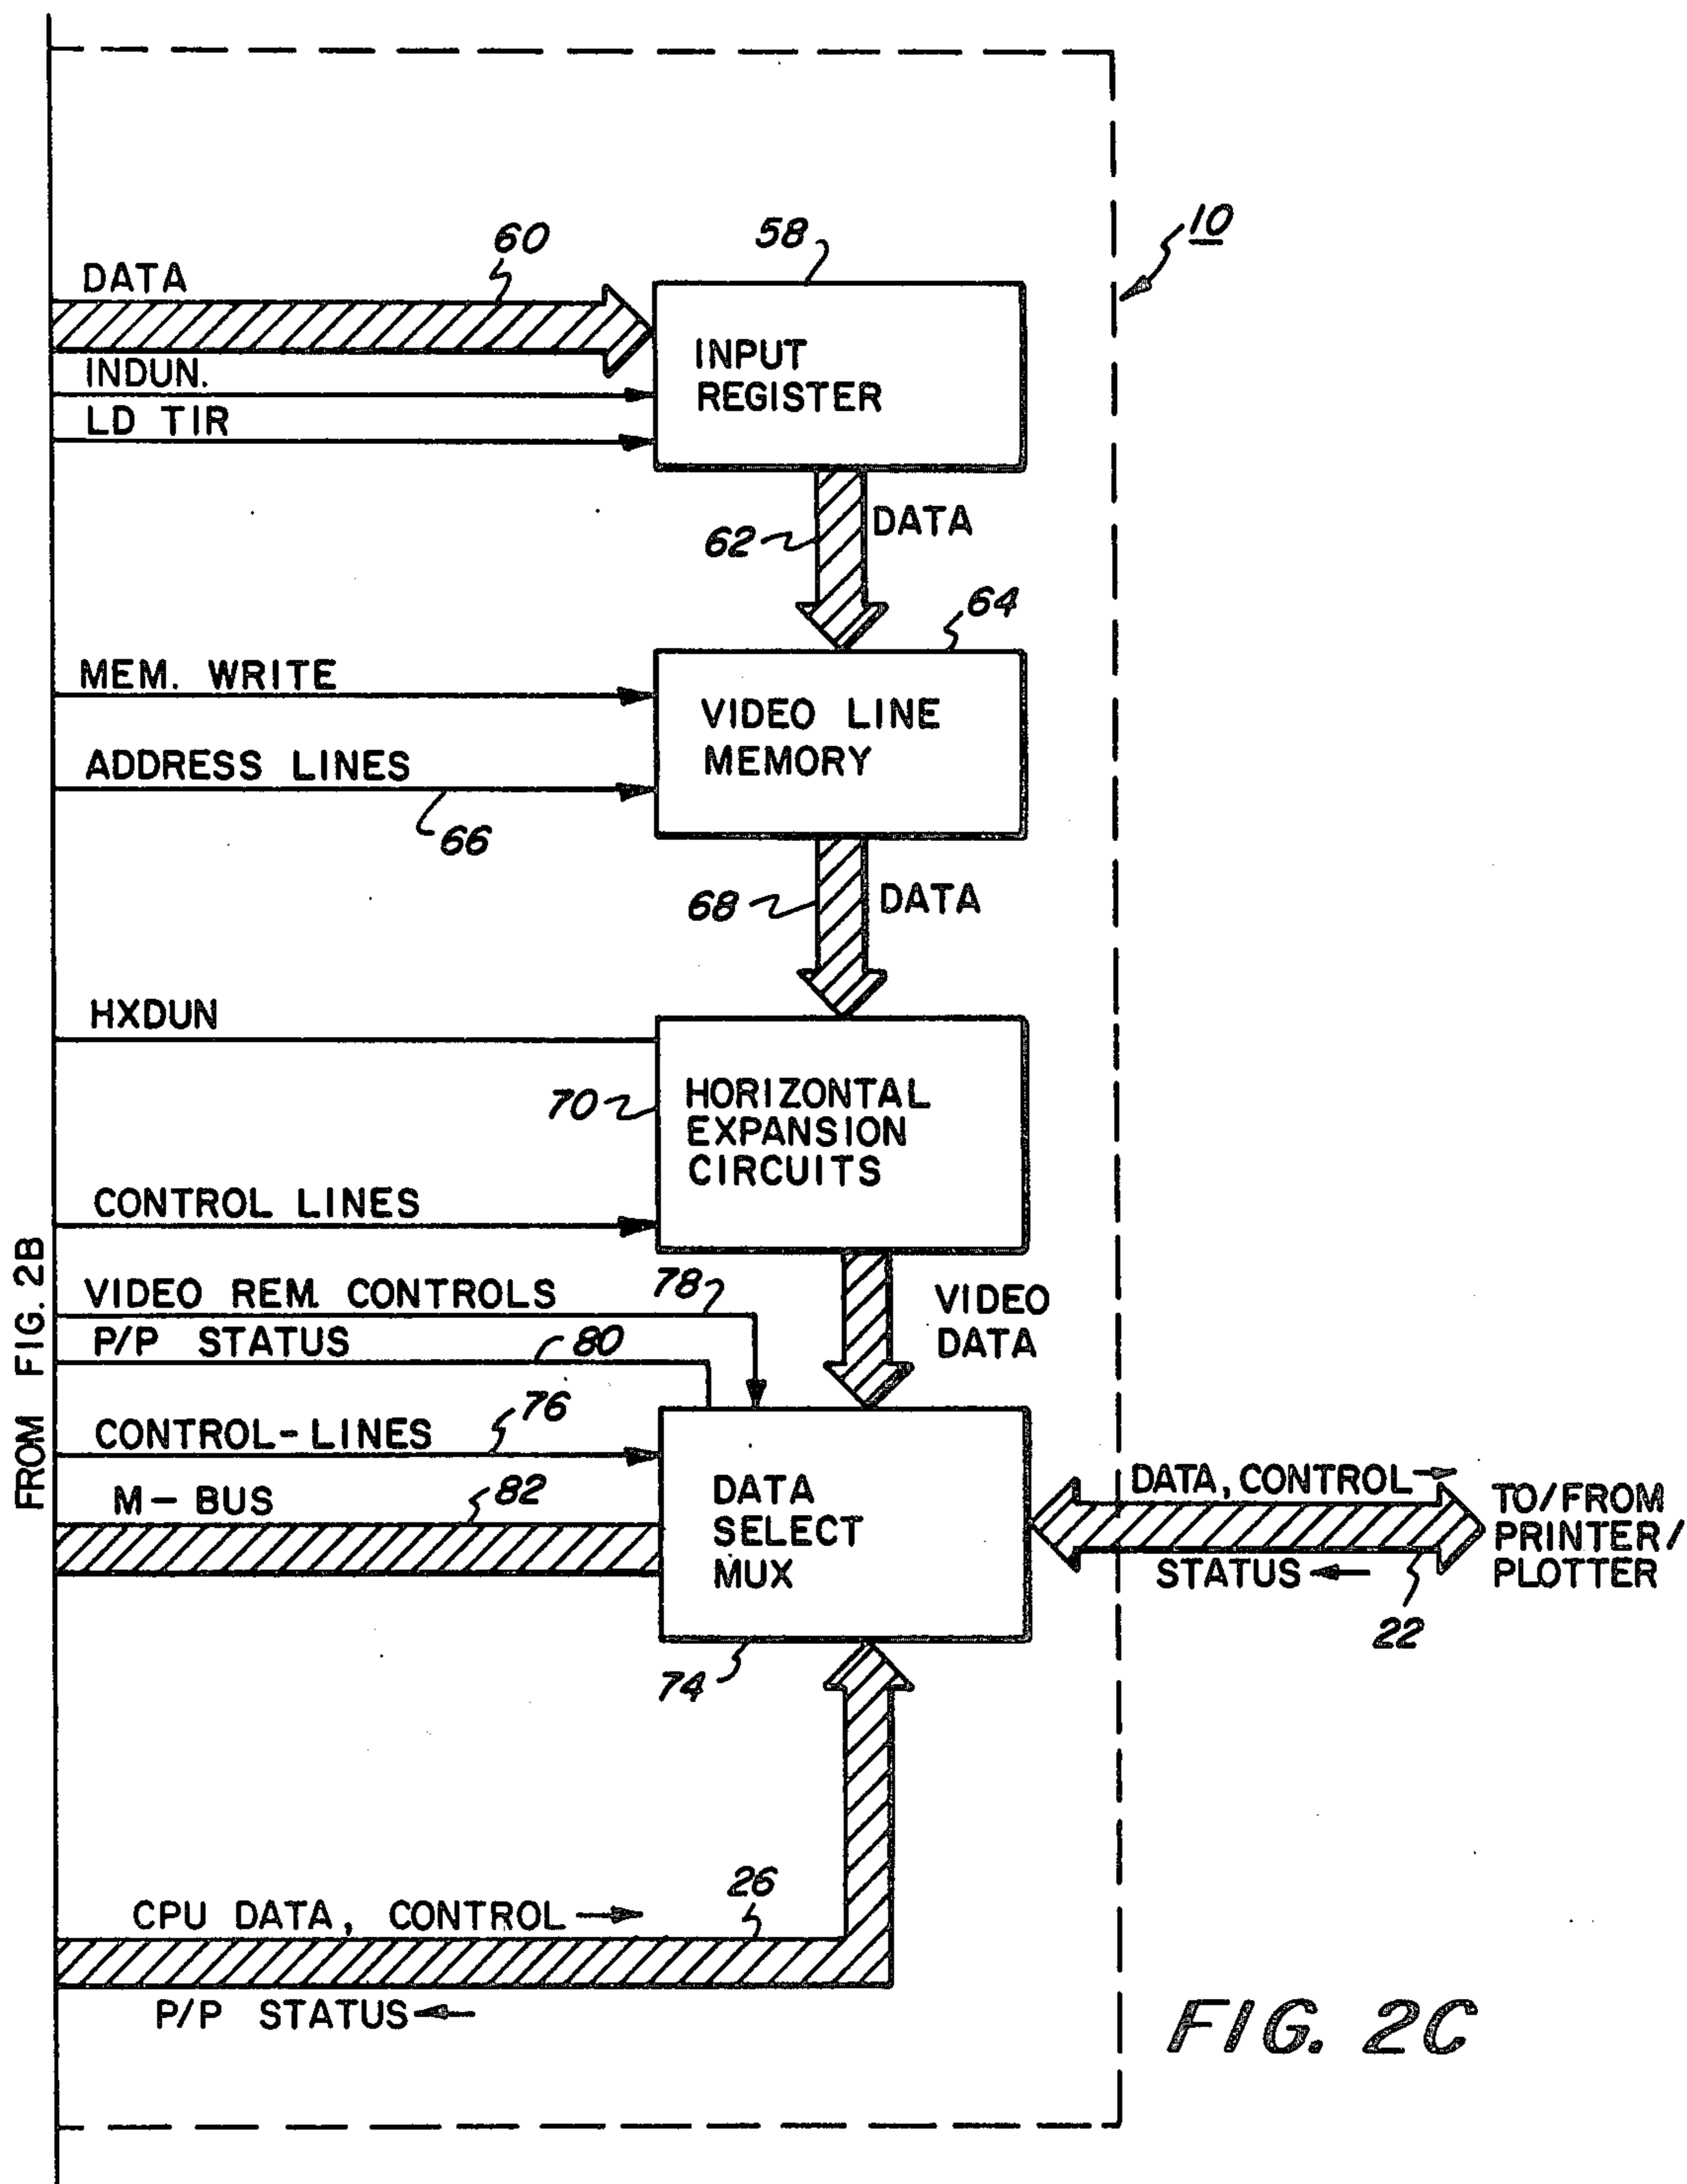 10
60
58
DATA
INPUT
REGISTER
INDUN.
LD TIR
62
DATA
64
MEM. WRITE
VIDEO LINE
MEMORY
ADDRESS LINES
66
68
DATA
HXDUN
70
HORIZONTAL
EXPANSION
CIRCUITS
CONTROL LINES
FROM FIG. 2B
VIDEO REM. CONTROLS
78
VIDEO
DATA
P/P STATUS
80
76
CONTROL-LINES
M-BUS
82
DATA
SELECT
MUX
DATA, CONTROL
TO/FROM
PRINTER/
PLOTTER
STATUS
22
74
26
CPU DATA, CONTROL
P/P STATUS
FIG. 2C